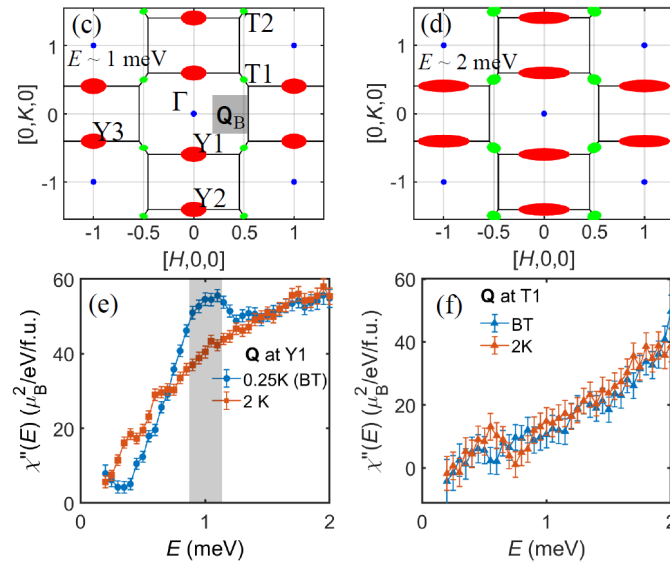 (c)
T2
E ~ 1 meV
T1
Γ
Q_B
Y3
Y1
Y2
[0,K,0]
1
0
-1
-1
-0.5
0
0.5
1
[H,0,0]
(d)
E ~ 2 meV
[0,K,0]
1
0
-1
-1
-0.5
0
0.5
1
[H,0,0]
(e)
Q at Y1
0.25K (BT)
2 K
χ''(E) (μ_B^2/eV/f.u.)
60
40
20
0
0
1
2
E (meV)
(f)
Q at T1
BT
2K
χ''(E) (μ_B^2/eV/f.u.)
60
40
20
0
0
1
2
E (meV)